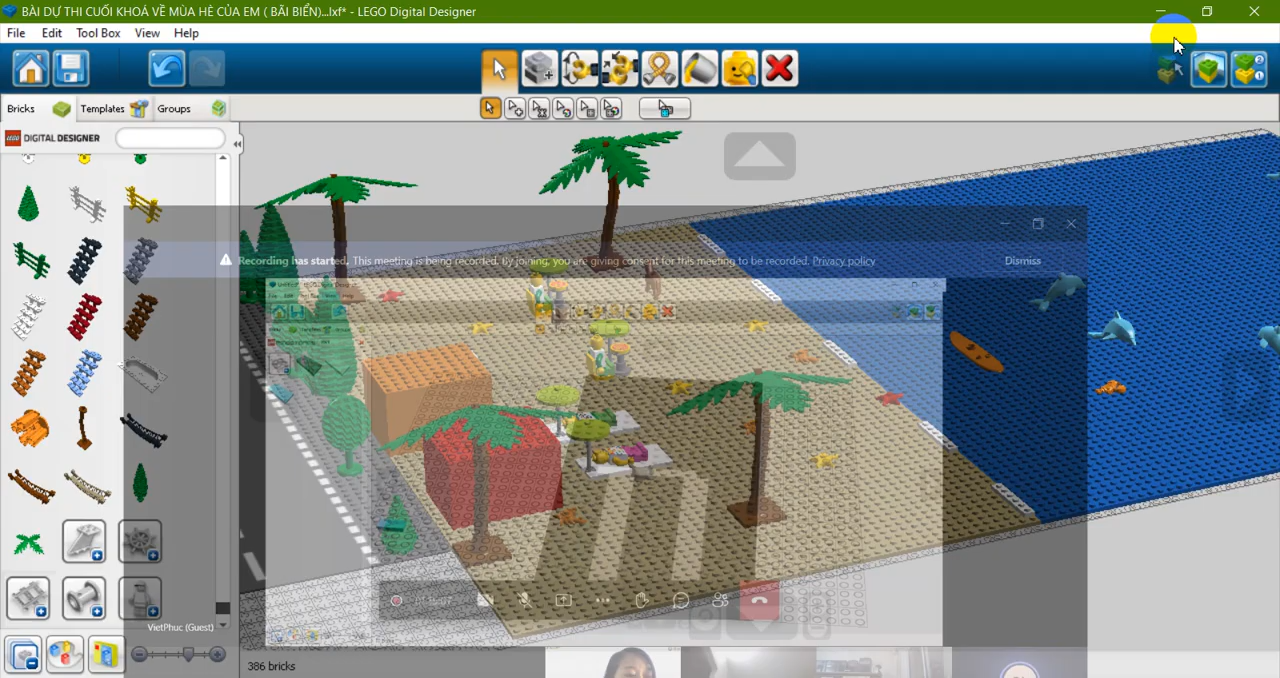 BÀI DỰ THI CUỐI KHOÁ VỀ MÙA HÈ CỦA EM ( BÃI BIỂN)...lxf* - LEGO Digital Designer
File Edit Tool Box View Help
Bricks Templates Groups
LEGO DIGITAL DESIGNER
Recording has started. This meeting is being recorded. By joining, you are giving consent for this meeting to be recorded. Privacy policy Dismiss
VietPhuc (Guest)
386 bricks